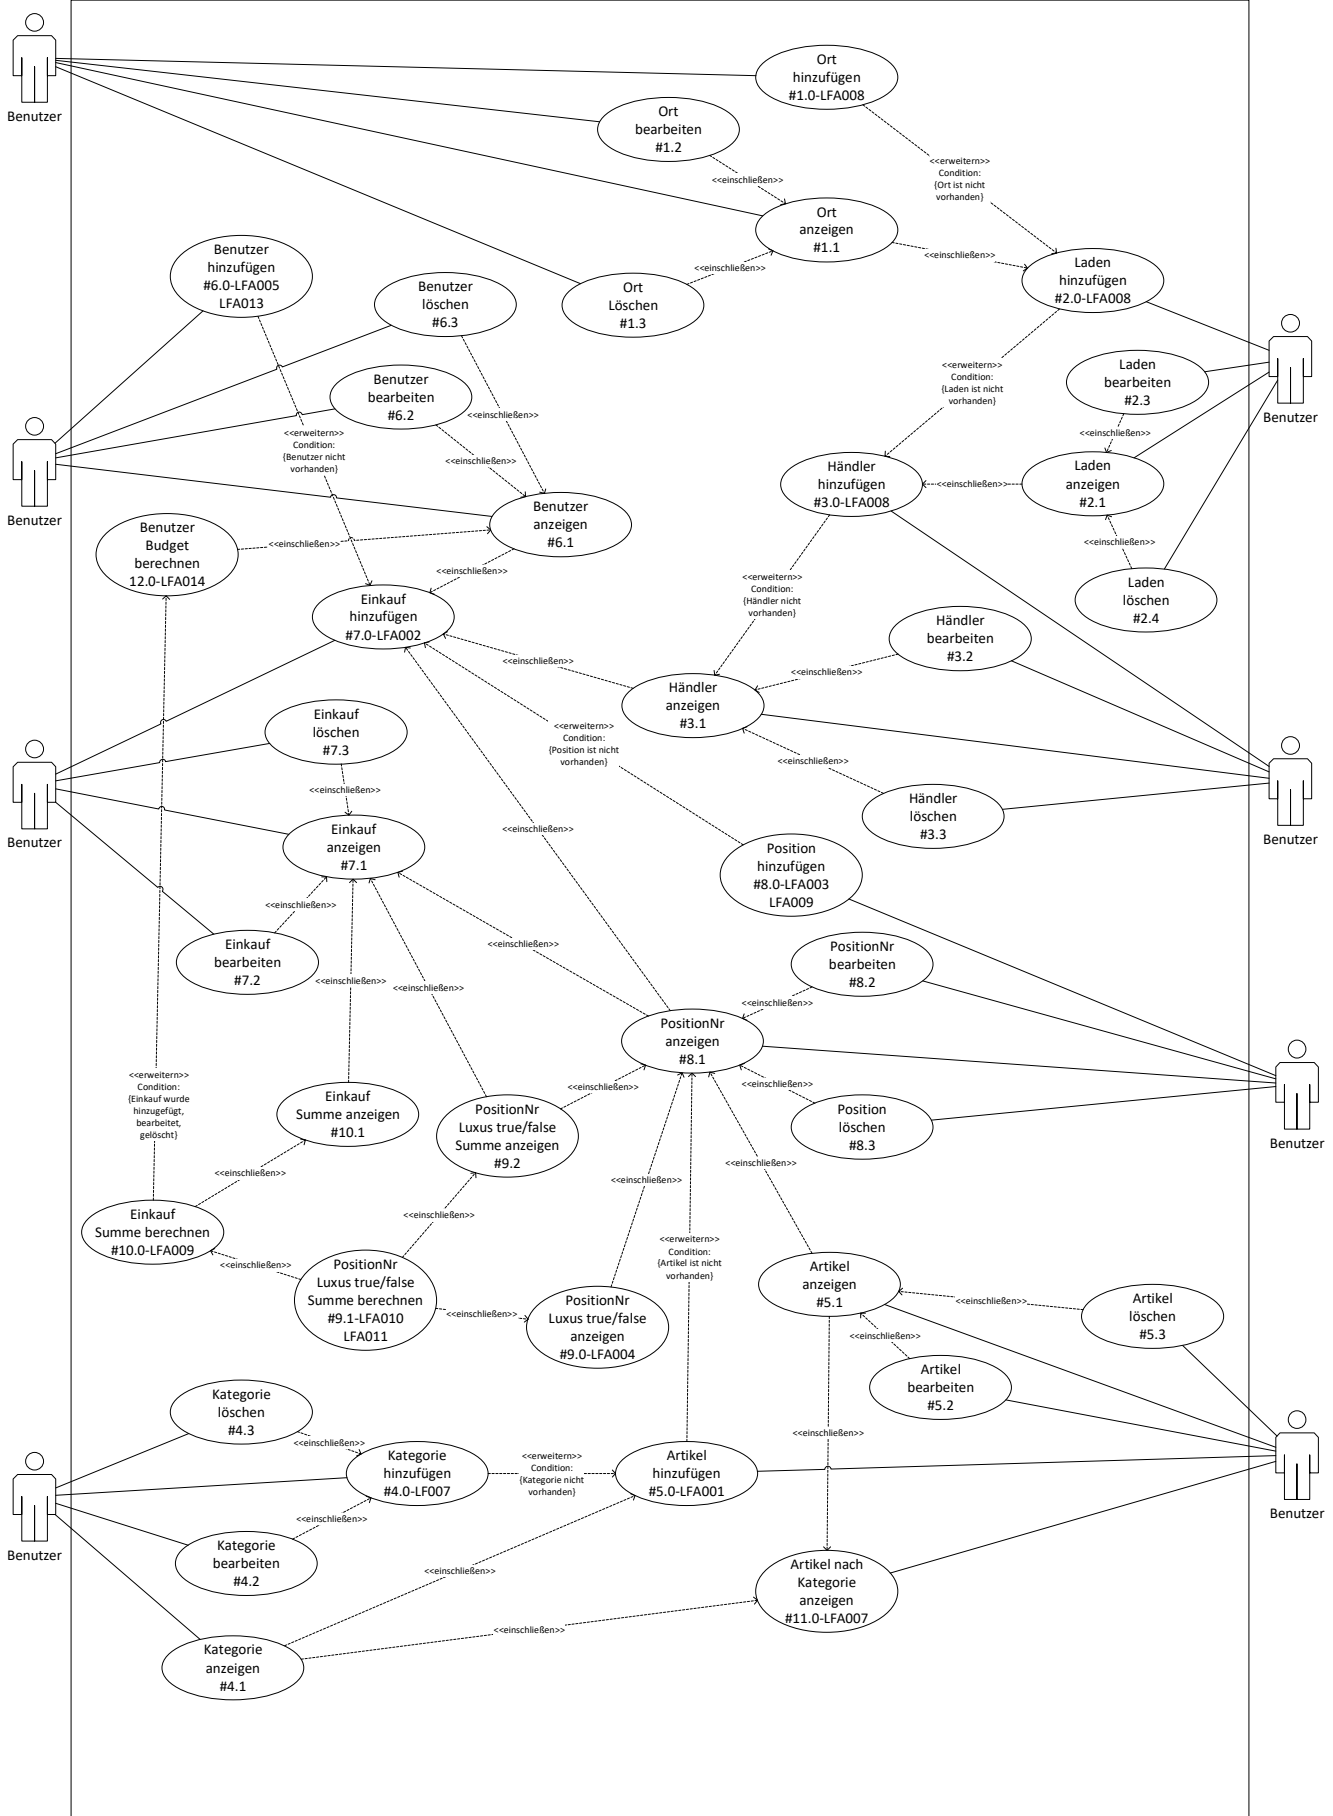 Benutzer
Ort
hinzufügen
#1.0-LFA008
Ort
bearbeiten
#1.2
<<erweitern>>
Condition:
{Ort ist nicht
vorhanden}
<<einschließen>>
Ort
anzeigen
#1.1
<<einschließen>>
<<einschließen>>
Ort
Löschen
#1.3
Laden
hinzufügen
#2.0-LFA008
Benutzer
hinzufügen
#6.0-LFA005
LFA013
Benutzer
löschen
#6.3
Benutzer
bearbeiten
#6.2
<<einschließen>>
<<erweitern>>
Condition:
{Laden ist nicht
vorhanden}
Laden
bearbeiten
#2.3
Benutzer
<<erweitern>>
Condition:
{Benutzer nicht
vorhanden}
<<einschließen>>
<<einschließen>>
Benutzer
Händler
hinzufügen
#3.0-LFA008
<<einschließen>>
Laden
anzeigen
#2.1
Benutzer
anzeigen
#6.1
Benutzer
Budget
berechnen
12.0-LFA014
<<einschließen>>
<<einschließen>>
<<einschließen>>
Laden
löschen
#2.4
<<erweitern>>
Condition:
{Händler nicht
vorhanden}
Einkauf
hinzufügen
#7.0-LFA002
Händler
bearbeiten
#3.2
<<einschließen>>
<<einschließen>>
Händler
anzeigen
#3.1
Einkauf
löschen
#7.3
<<erweitern>>
Condition:
{Position ist nicht
vorhanden}
<<einschließen>>
<<einschließen>>
Händler
löschen
#3.3
Benutzer
Benutzer
Einkauf
anzeigen
#7.1
<<einschließen>>
Position
hinzufügen
#8.0-LFA003
LFA009
<<einschließen>>
Einkauf
bearbeiten
#7.2
<<einschließen>>
PositionNr
bearbeiten
#8.2
<<einschließen>>
<<einschließen>>
<<einschließen>>
PositionNr
anzeigen
#8.1
<<erweitern>>
Condition:
{Einkauf wurde
hinzugefügt,
bearbeitet,
gelöscht}
Einkauf
Summe anzeigen
#10.1
<<einschließen>>
<<einschließen>>
PositionNr
Luxus true/false
Summe anzeigen
#9.2
Position
löschen
#8.3
Benutzer
<<einschließen>>
<<einschließen>>
<<einschließen>>
Einkauf
Summe berechnen
#10.0-LFA009
<<einschließen>>
<<erweitern>>
Condition:
{Artikel ist nicht
vorhanden}
<<einschließen>>
PositionNr
Luxus true/false
Summe berechnen
#9.1-LFA010
LFA011
<<einschließen>>
PositionNr
Luxus true/false
anzeigen
#9.0-LFA004
Artikel
anzeigen
#5.1
<<einschließen>>
Artikel
löschen
#5.3
<<einschließen>>
Artikel
bearbeiten
#5.2
Kategorie
löschen
#4.3
<<einschließen>>
<<einschließen>>
Kategorie
hinzufügen
#4.0-LF007
<<erweitern>>
Condition:
{Kategorie nicht
vorhanden}
Artikel
hinzufügen
#5.0-LFA001
Benutzer
<<einschließen>>
Benutzer
Kategorie
bearbeiten
#4.2
<<einschließen>>
Artikel nach
Kategorie
anzeigen
#11.0-LFA007
<<einschließen>>
Kategorie
anzeigen
#4.1